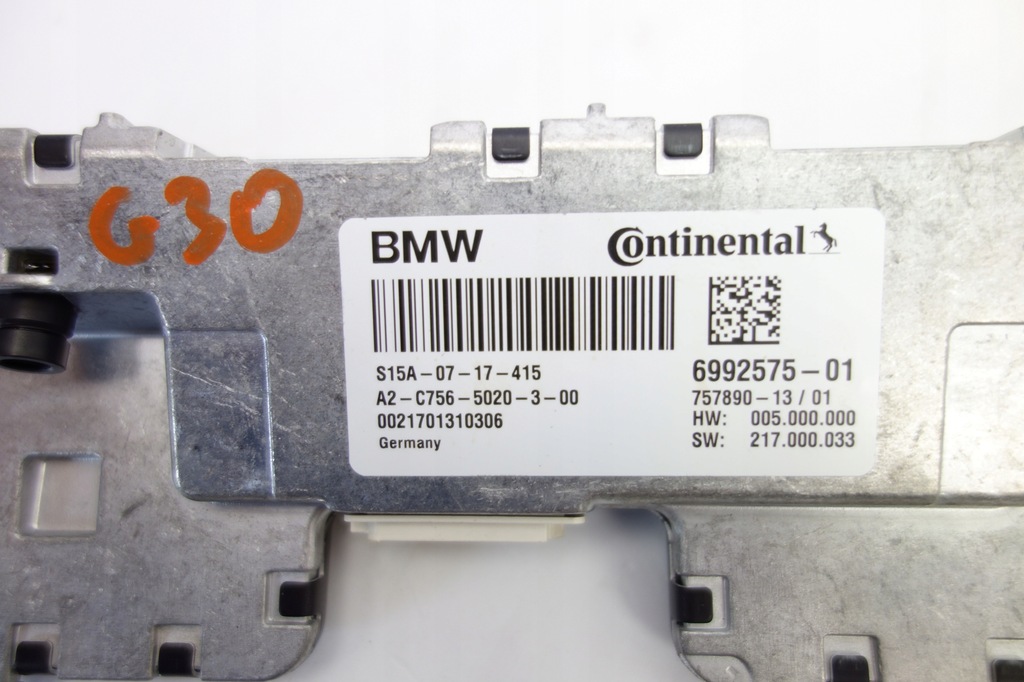 G30
BMW Continental
S15A-07-17-415
A2-C756-5020-3-00
0021701310306
Germany
6992575-01
757890-13 / 01
HW: 005.000.000
SW: 217.000.033